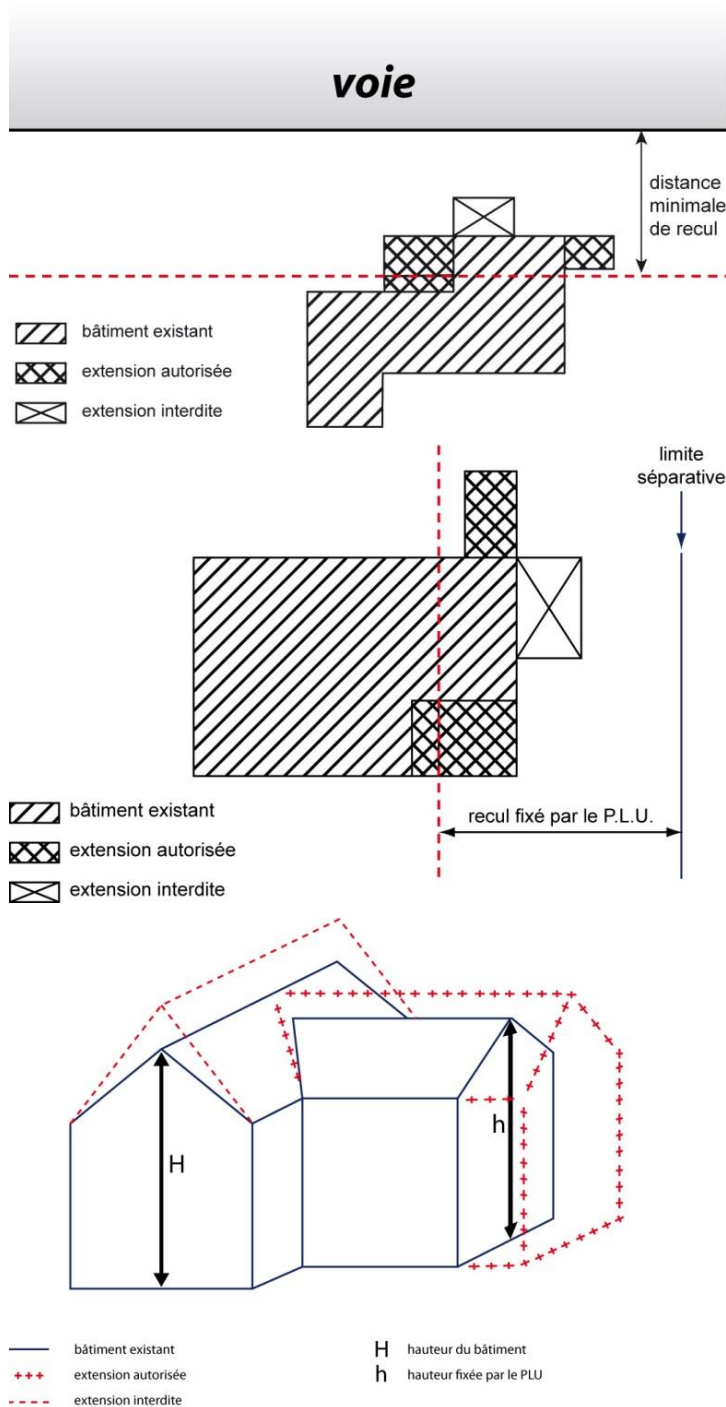 voie
distance
minimale
de recul
bâtiment existant
extension autorisée
extension interdite
limite
séparative
bâtiment existant
extension autorisée
extension interdite
recul fixé par le P.L.U.
H
h
bâtiment existant
extension autorisée
extension interdite
H hauteur du bâtiment
h hauteur fixée par le PLU